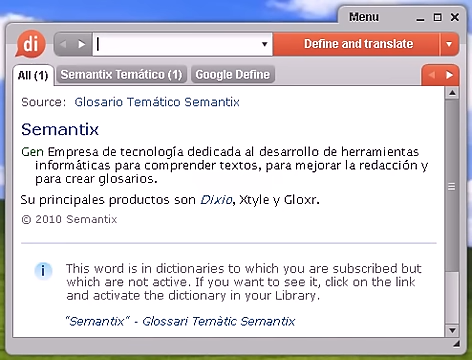 Menu
di
Define and translate
All (1) Semantix Temático (1) Google Define
Source: Glosario Temático Semantix
Semantix
Gen Empresa de tecnología dedicada al desarrollo de herramientas
informáticas para comprender textos, para mejorar la redacción y
para crear glosarios.
Su principales productos son Dixio, Xtyle y Gloxr.
© 2010 Semantix
i
This word is in dictionaries to which you are subscribed but
which are not active. If you want to see it, click on the link
and activate the dictionary in your Library.
"Semantix" - Glossari Temàtic Semantix